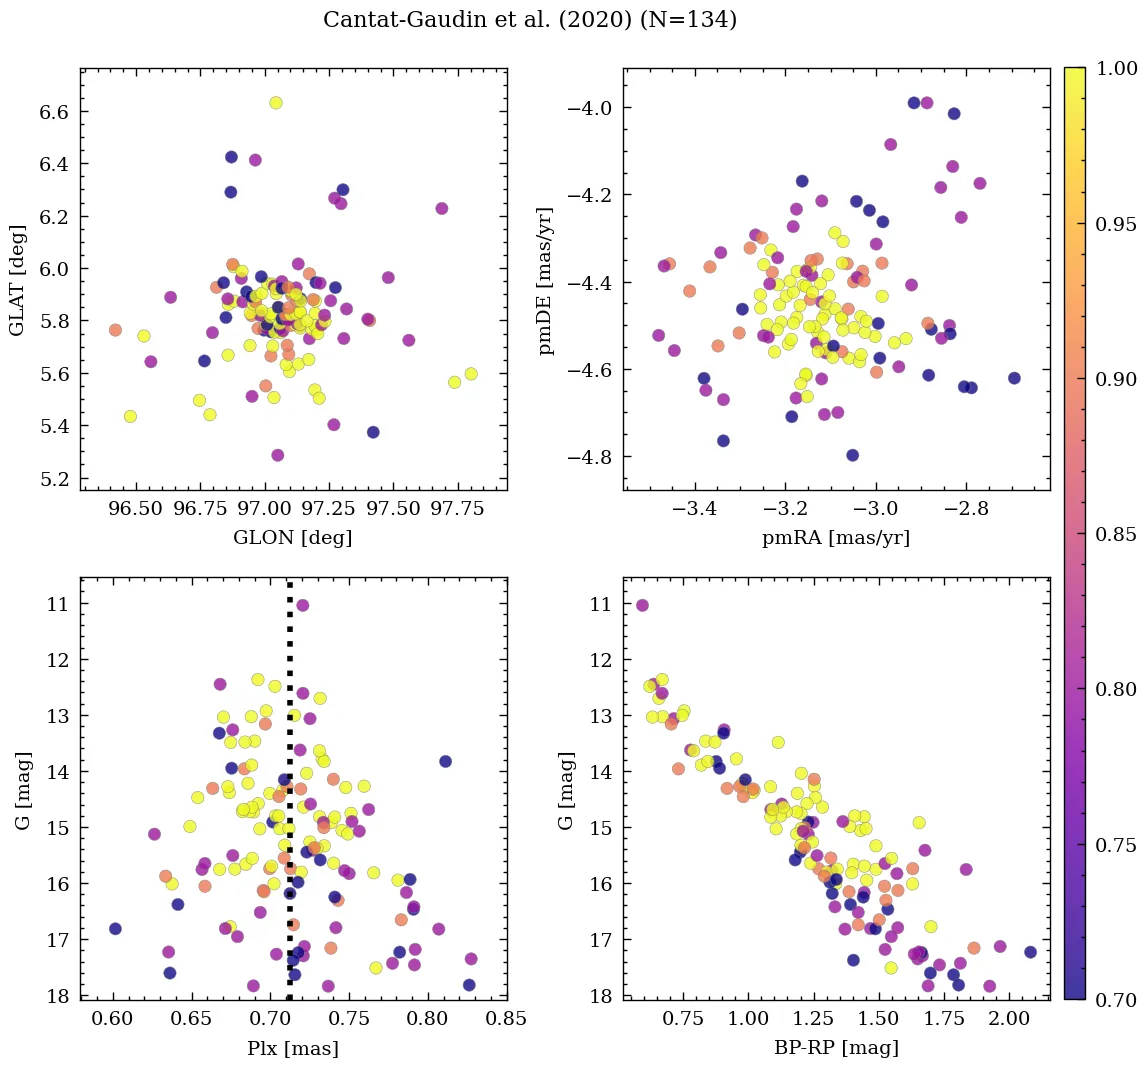 Cantat-Gaudin et al. (2020) (N=134)
GLAT [deg]
6.6
6.4
6.2
6.0
5.8
5.6
5.4
5.2
96.50 96.75 97.00 97.25 97.50 97.75
GLON [deg]
pmDE [mas/yr]
−4.0
−4.2
−4.4
−4.6
−4.8
−3.4 −3.2 −3.0 −2.8
pmRA [mas/yr]
G [mag]
11
12
13
14
15
16
17
18
0.60 0.65 0.70 0.75 0.80 0.85
Plx [mas]
G [mag]
11
12
13
14
15
16
17
18
0.75 1.00 1.25 1.50 1.75 2.00
BP-RP [mag]
1.00
0.95
0.90
0.85
0.80
0.75
0.70